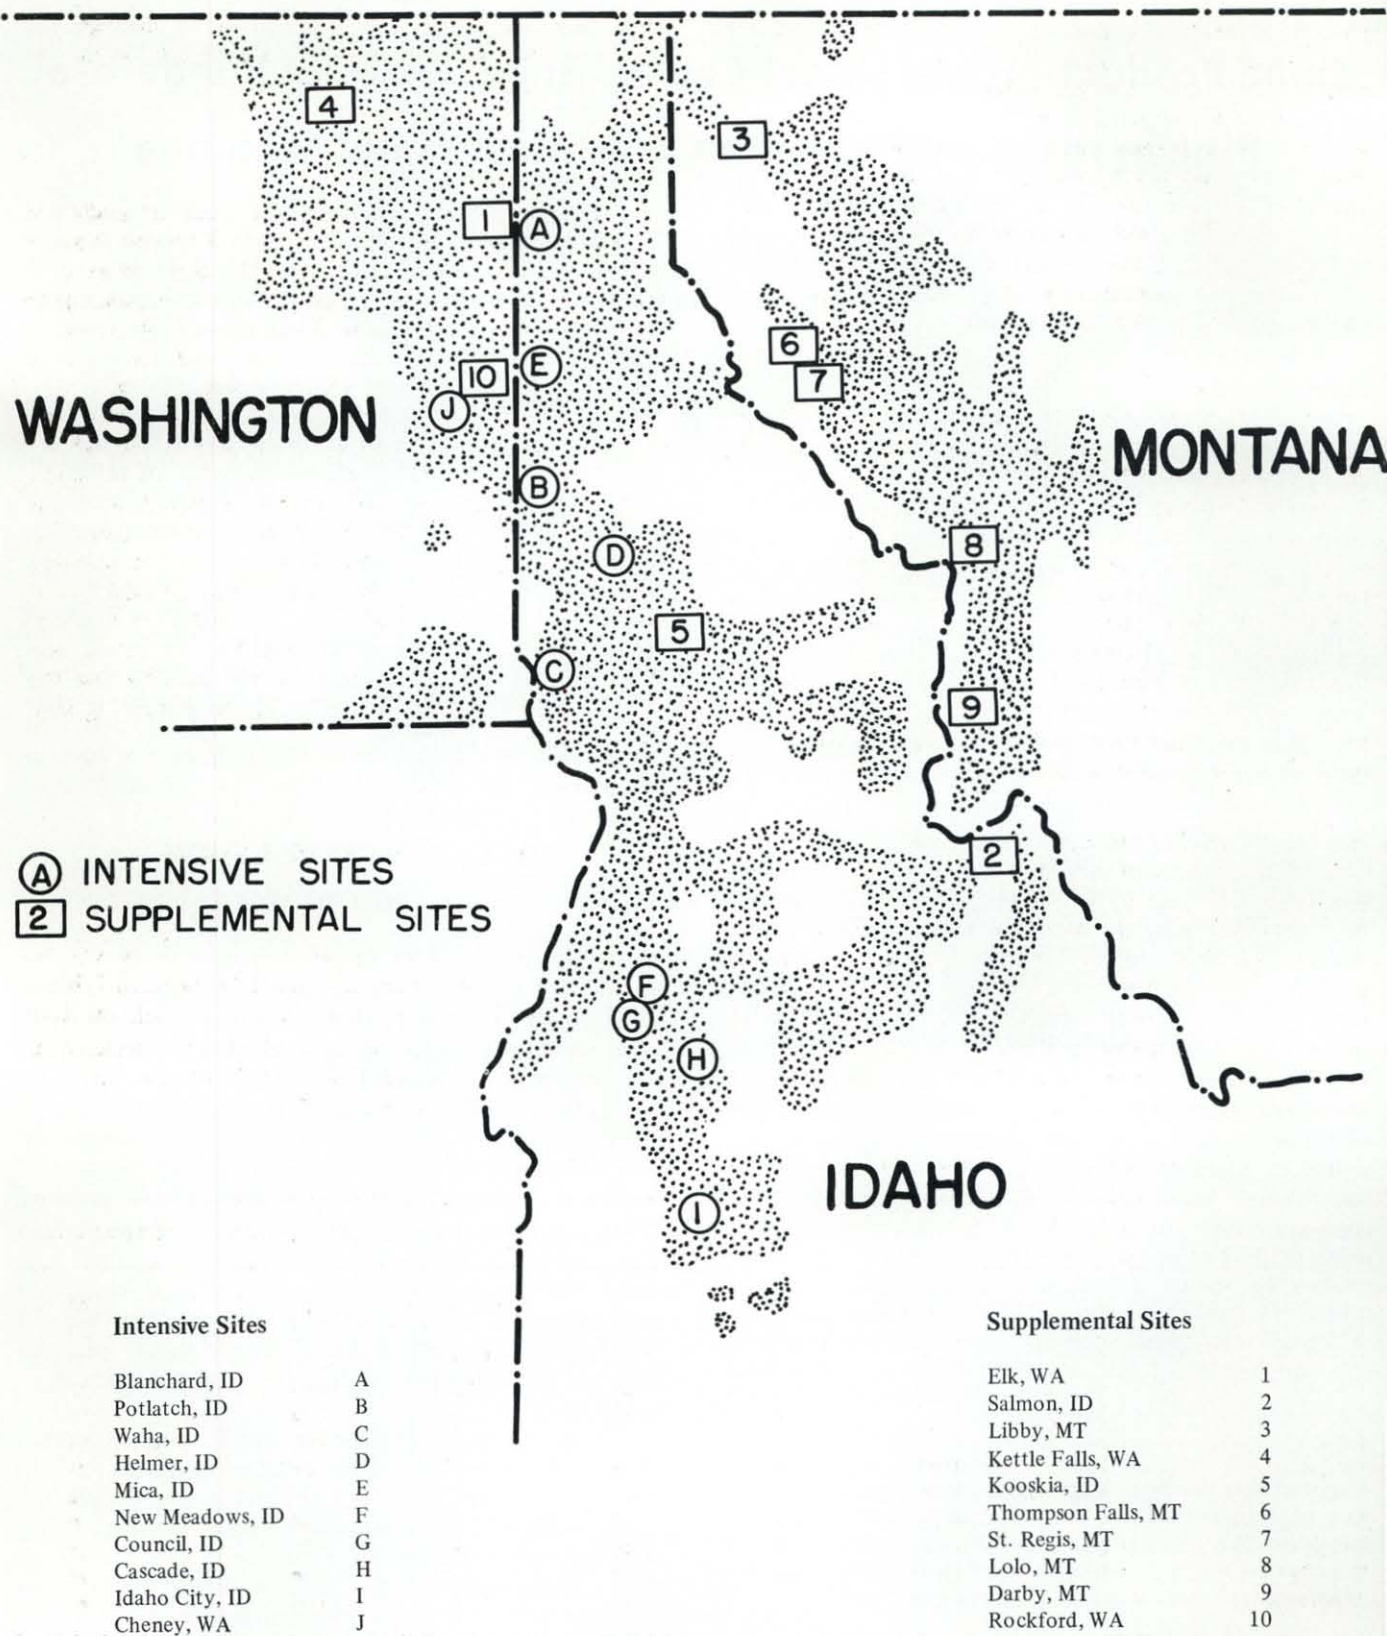 4
3
1 A
6
E
10
7
J
WASHINGTON
MONTANA
B
8
D
5
C
9
2
A INTENSIVE SITES
2 SUPPLEMENTAL SITES
F
G
H
IDAHO
I
Intensive Sites
Blanchard, ID A
Potlatch, ID B
Waha, ID C
Helmer, ID D
Mica, ID E
New Meadows, ID F
Council, ID G
Cascade, ID H
Idaho City, ID I
Cheney, WA J
Supplemental Sites
Elk, WA 1
Salmon, ID 2
Libby, MT 3
Kettle Falls, WA 4
Kooskia, ID 5
Thompson Falls, MT 6
St. Regis, MT 7
Lolo, MT 8
Darby, MT 9
Rockford, WA 10